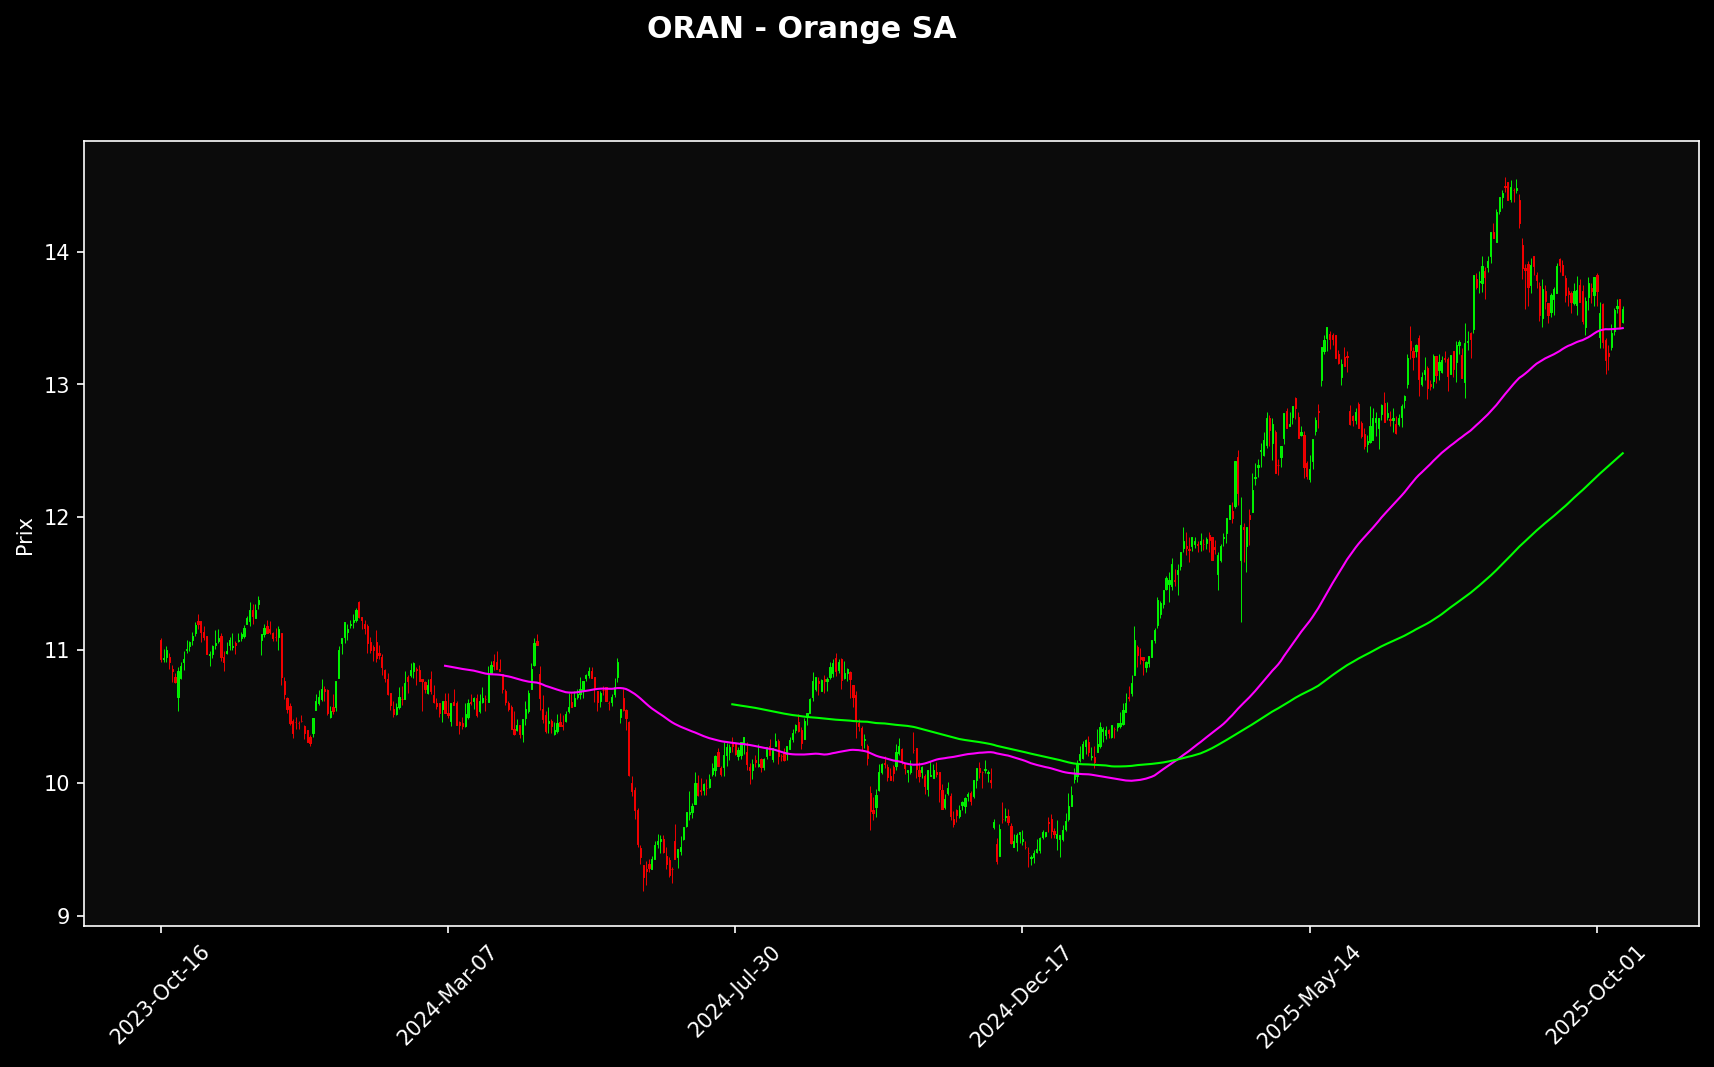 ORAN - Orange SA
Prix
14
13
12
11
10
9
2023-Oct-16
2024-Mar-07
2024-Jul-30
2024-Dec-17
2025-May-14
2025-Oct-01